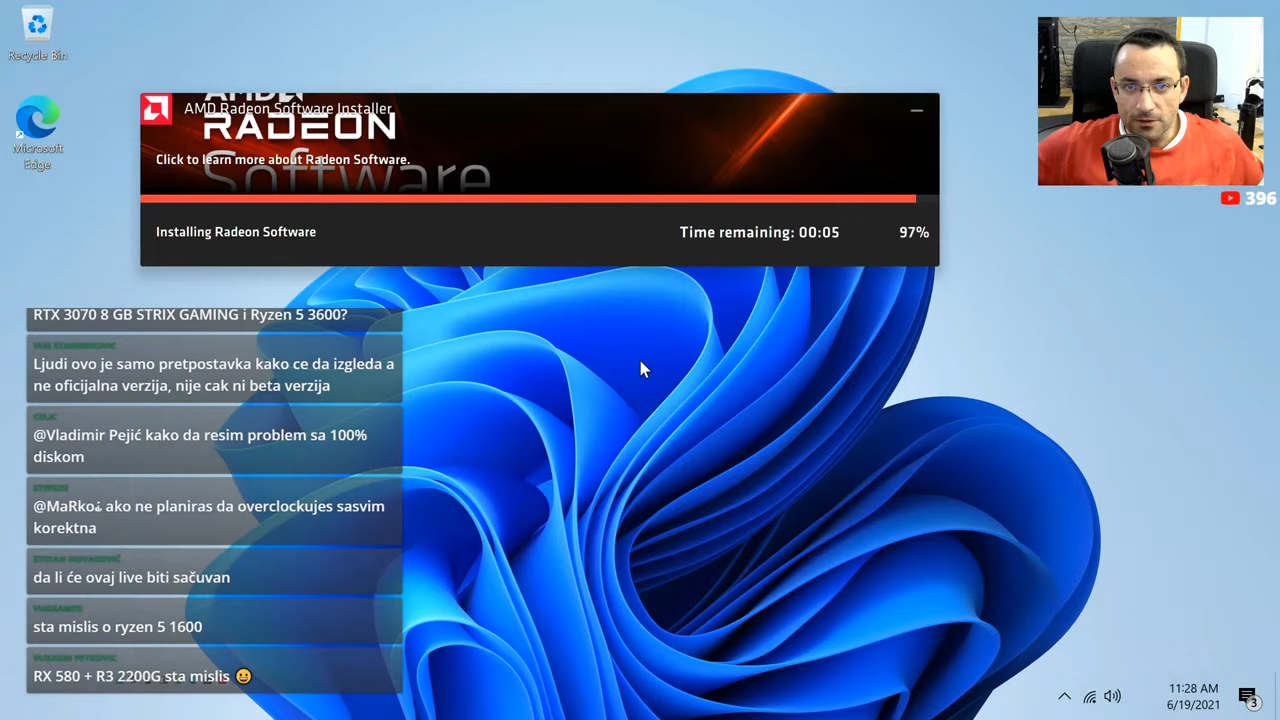 Recycle Bin
Microsoft
Edge
AMD Radeon Software Installer
AMD
RADEON
Software
Click to learn more about Radeon Software.
Installing Radeon Software
Time remaining: 00:05
97%
396
RTX 3070 8 GB STRIX GAMING i Ryzen 5 3600?
Ljudi ovo je samo pretpostavka kako ce da izgleda a
ne oficijalna verzija, nije cak ni beta verzija
CELIC
@Vladimir Pejić kako da resim problem sa 100%
diskom
ako ne planiras da overclockujes sasvim
korektna
da li će ovaj live biti sačuvan
sta mislis o ryzen 5 1600
RX 580 + R3 2200G sta mislis 😀
11:28 AM
6/19/2021
3